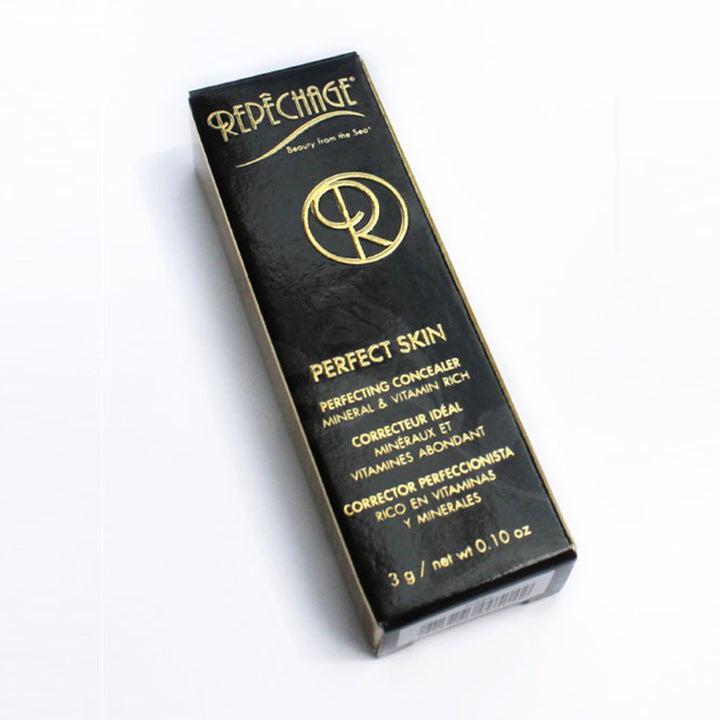 REPÊCHAGE®
Beauty from the Sea™
R
PERFECT SKIN
PERFECTING CONCEALER
MINERAL & VITAMIN RICH
CORRECTEUR IDÉAL
MINÉRAUX ET
VITAMINES ABONDANT
CORRECTOR PERFECCIONISTA
RICO EN VITAMINAS
Y MINERALES
3 g / net wt 0.10 oz